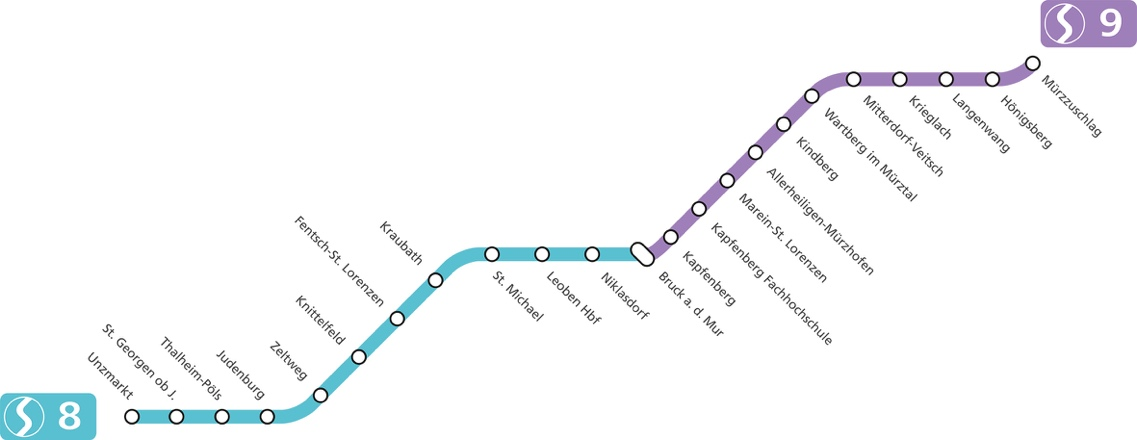 9
Mürzzuschlag
Hönigsberg
Langenwang
Krieglach
Mitterdorf-Veitsch
Wartberg im Mürztal
Kindberg
Allerheiligen-Mürzhofen
Marein-St. Lorenzen
Kapfenberg Fachhochschule
Kapfenberg
Bruck a. d. Mur
Niklasdorf
Leoben Hbf
St. Michael
Kraubath
Fentsch-St. Lorenzen
Knittelfeld
Zeltweg
Judenburg
Thalheim-Pöls
St. Georgen ob J.
Unzmarkt
8